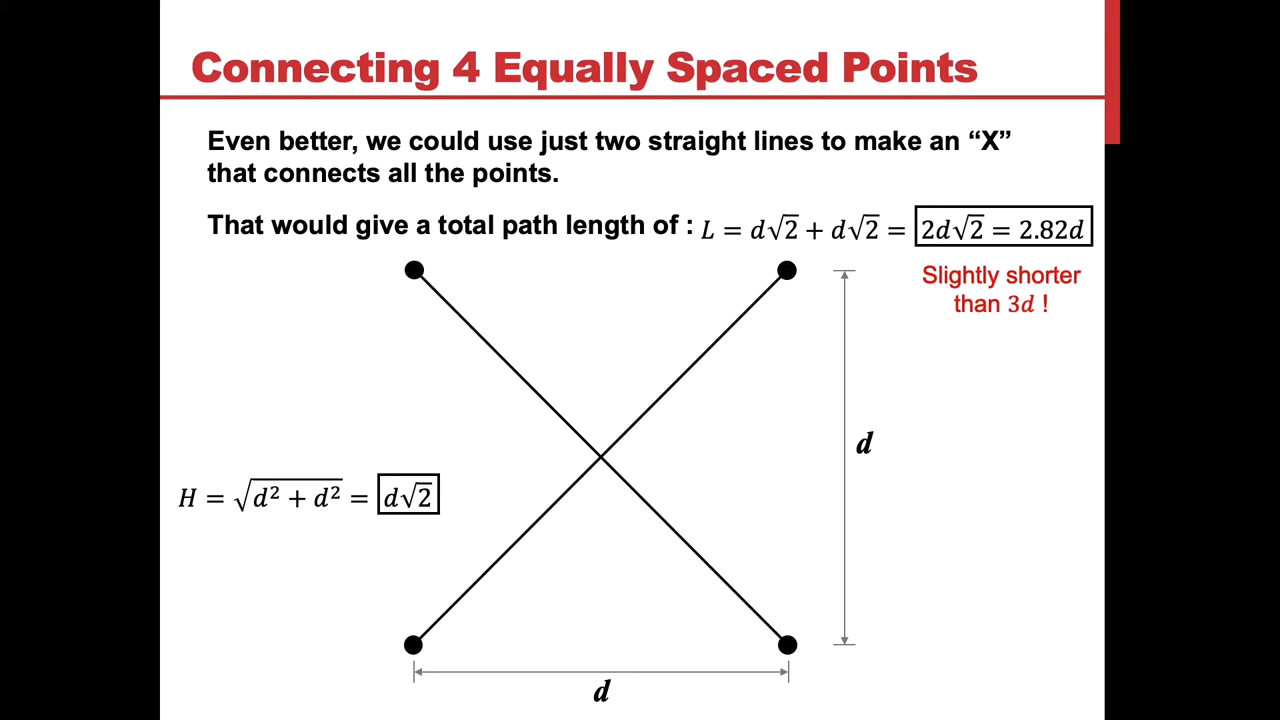 Connecting 4 Equally Spaced Points
Even better, we could use just two straight lines to make an “X”
that connects all the points.
That would give a total path length of : L = d√2 + d√2 = 2d√2 = 2.82d
Slightly shorter
than 3d !
d
H = √d² + d² = d√2
d